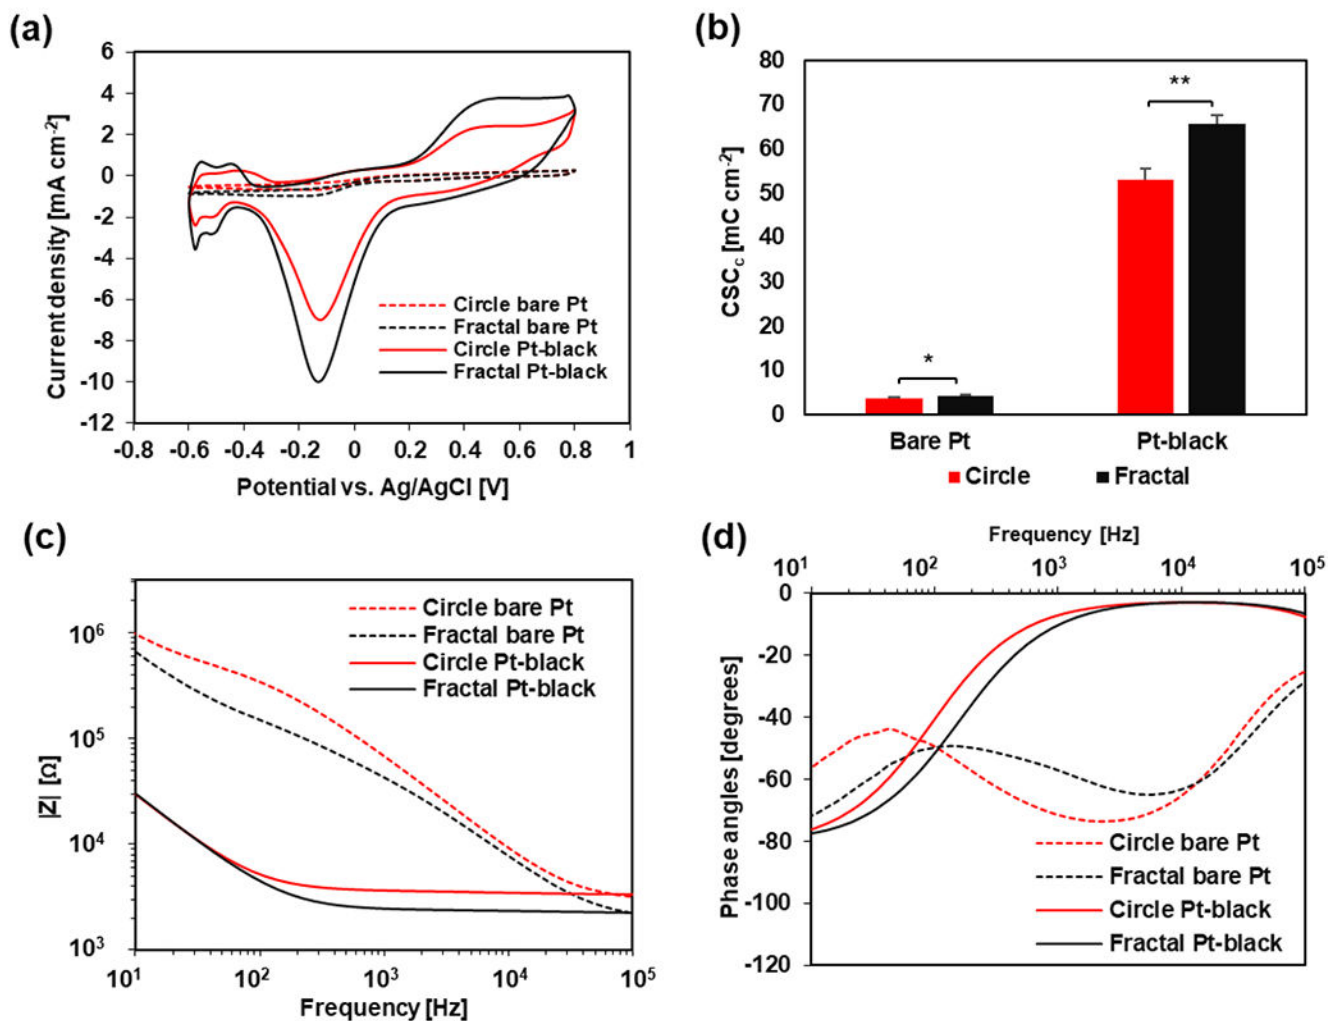 (a)
6
4
2
0
-2
-4
-6
-8
-10
-12
-0.8 -0.6 -0.4 -0.2 0 0.2 0.4 0.6 0.8 1
Current density [mA cm-2]
Potential vs. Ag/AgCl [V]
Circle bare Pt
Fractal bare Pt
Circle Pt-black
Fractal Pt-black
(b)
80
70
60
50
40
30
20
10
0
CSCc [mC cm-2]
*
**
Bare Pt Pt-black
Circle Fractal
(c)
10⁶
10⁵
10⁴
10³
10¹ 10² 10³ 10⁴ 10⁵
|Z| [Ω]
Frequency [Hz]
Circle bare Pt
Fractal bare Pt
Circle Pt-black
Fractal Pt-black
(d)
Frequency [Hz]
10¹ 10² 10³ 10⁴ 10⁵
0
-20
-40
-60
-80
-100
-120
Phase angles [degrees]
Circle bare Pt
Fractal bare Pt
Circle Pt-black
Fractal Pt-black